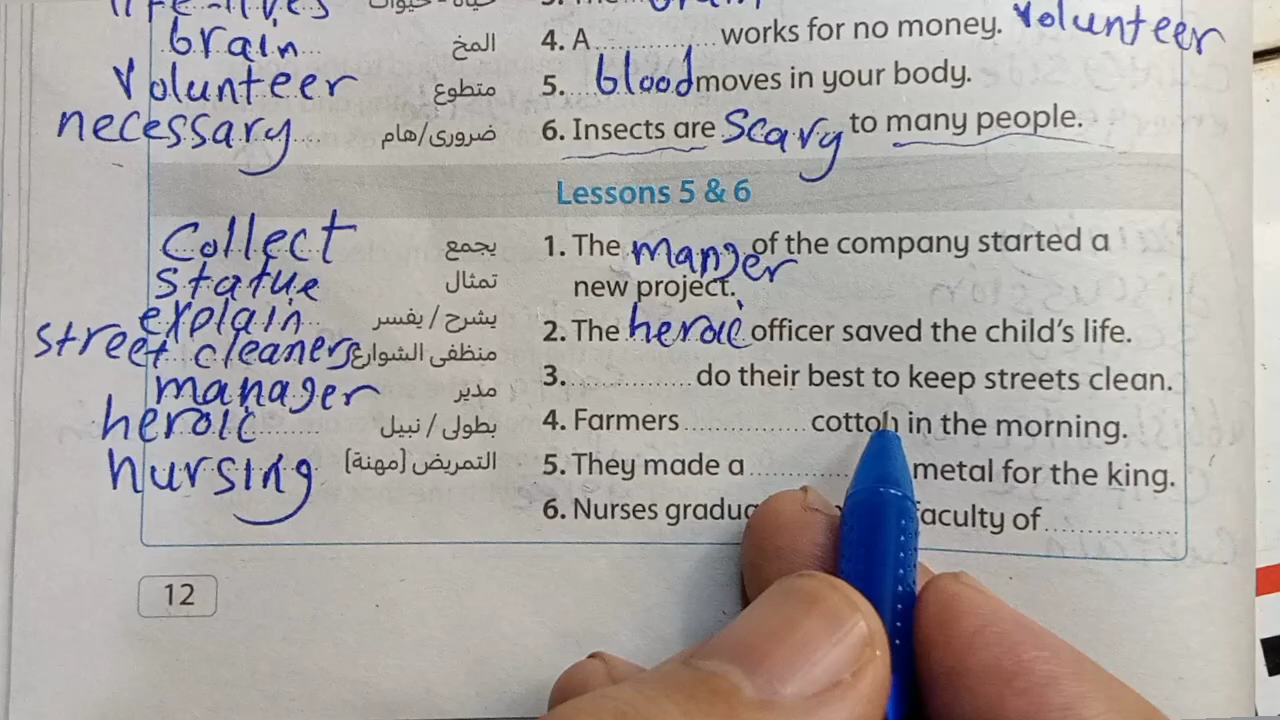 brain المخ 4. A ............ works for no money. Volunteer
Volunteer متطوع 5. blood moves in your body.
necessary ضرورى/هام 6. Insects are scary to many people.
Lessons 5 & 6
Collect يجمع 1. The manger of the company started a
statue تمثال new project.
explain يشرح / يفسر 2. The heroic officer saved the child's life.
street cleaners منظفى الشوارع 3. ............ do their best to keep streets clean.
manager مدير 4. Farmers ............ cotton in the morning.
heroic بطولى / نبيل 5. They made a ............ metal for the king.
nursing التمريض (مهنة) 6. Nurses faculty of ............
12